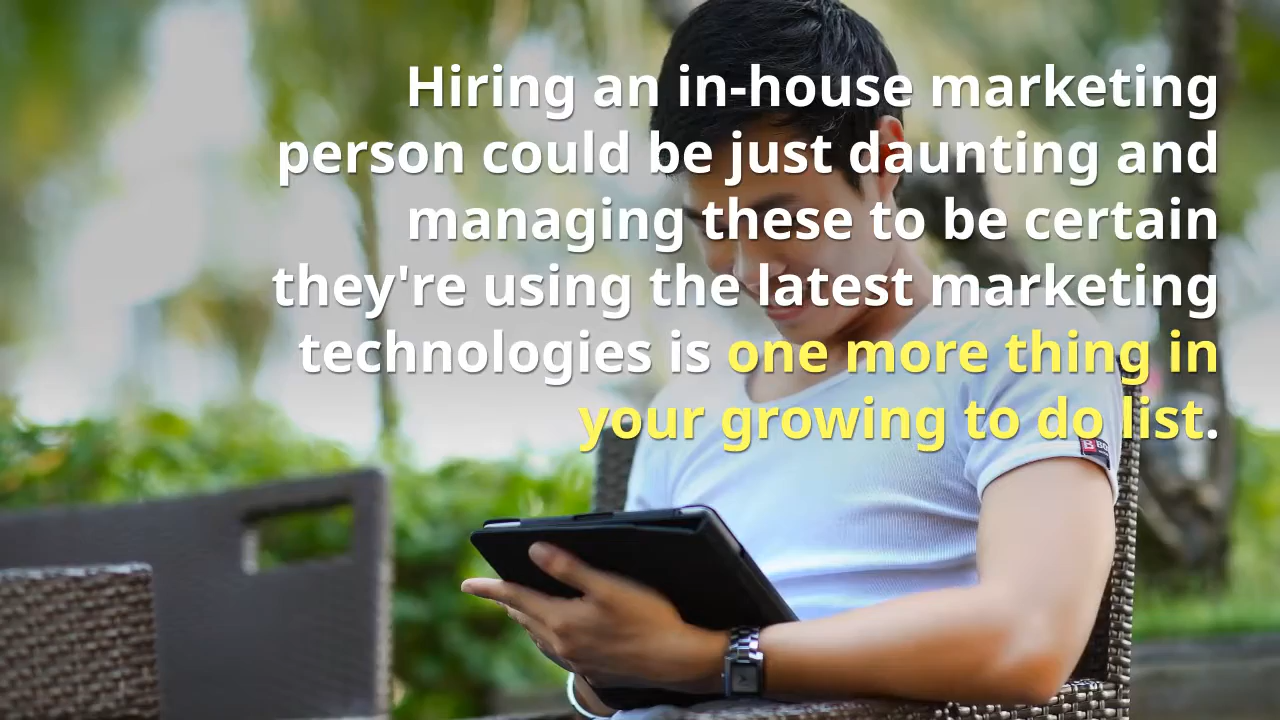 Hiring an in-house marketing
person could be just daunting and
managing these to be certain
they're using the latest marketing
technologies is one more thing in
your growing to do list.